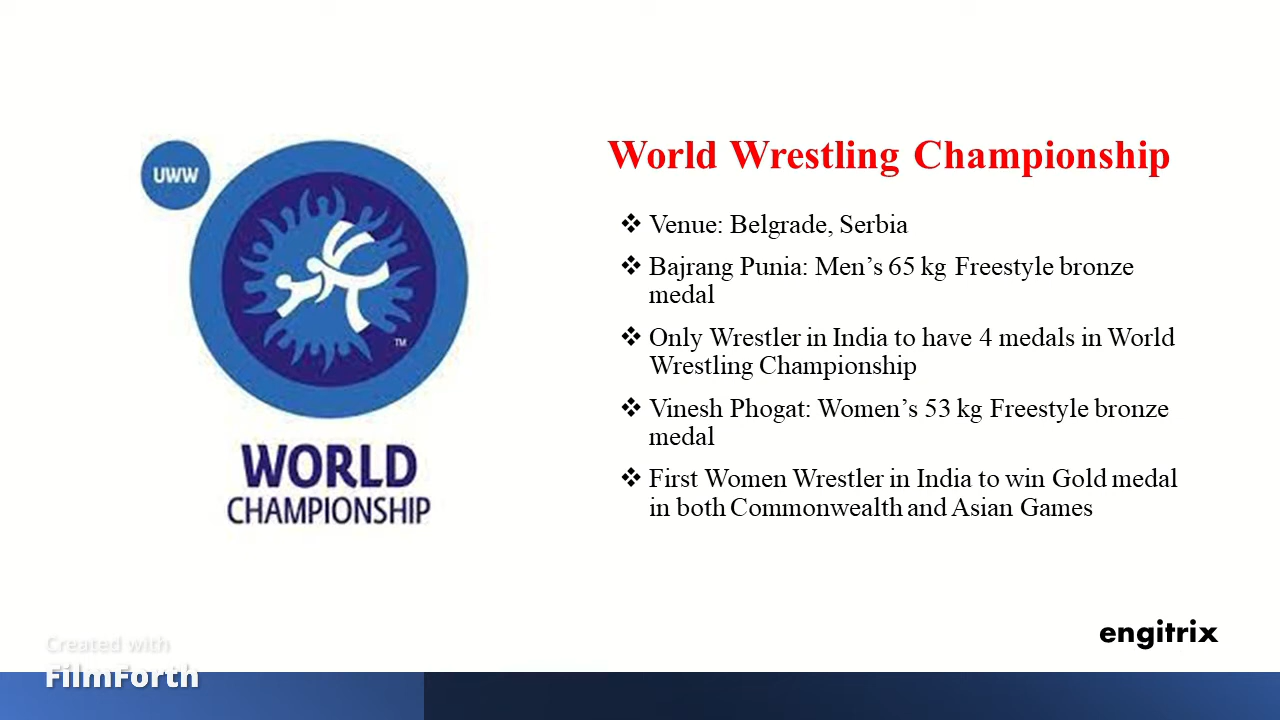 UWW
TM
WORLD
CHAMPIONSHIP
World Wrestling Championship
❖ Venue: Belgrade, Serbia
❖ Bajrang Punia: Men’s 65 kg Freestyle bronze
medal
❖ Only Wrestler in India to have 4 medals in World
Wrestling Championship
❖ Vinesh Phogat: Women’s 53 kg Freestyle bronze
medal
❖ First Women Wrestler in India to win Gold medal
in both Commonwealth and Asian Games
engitrix
Created with
FilmForth